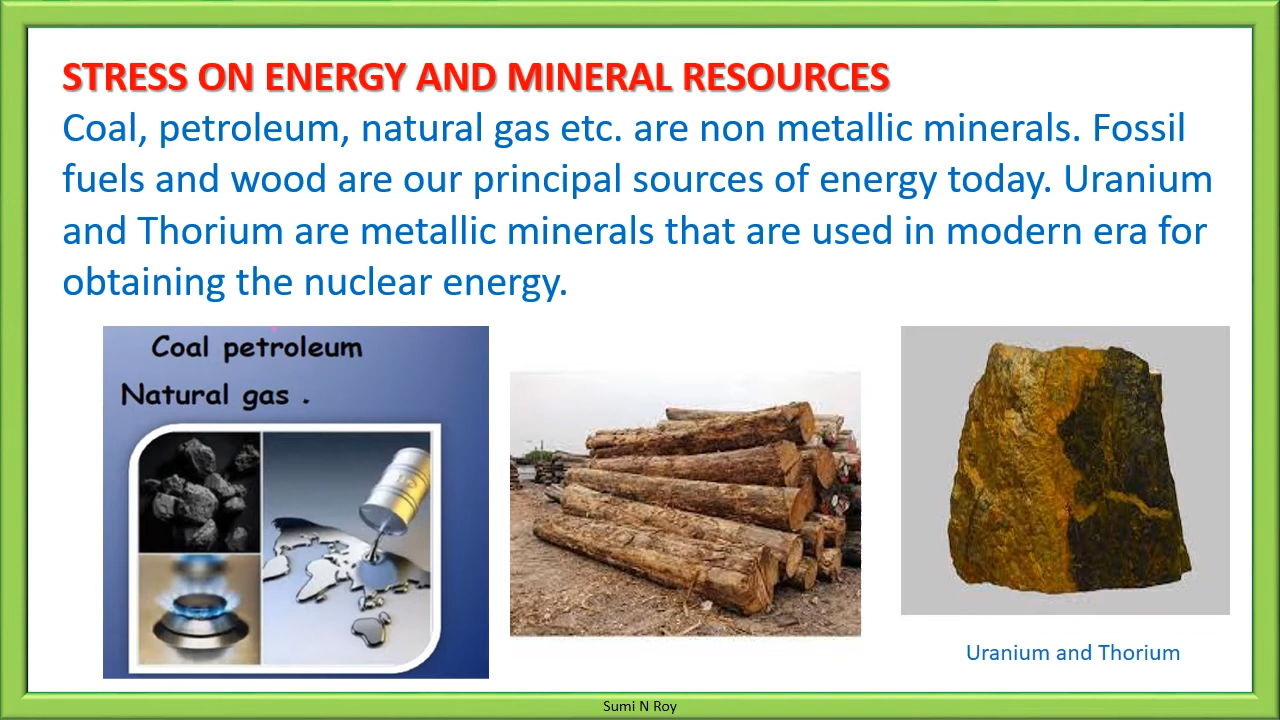 STRESS ON ENERGY AND MINERAL RESOURCES
Coal, petroleum, natural gas etc. are non metallic minerals. Fossil
fuels and wood are our principal sources of energy today. Uranium
and Thorium are metallic minerals that are used in modern era for
obtaining the nuclear energy.
Coal petroleum
Natural gas .
Uranium and Thorium
Sumi N Roy